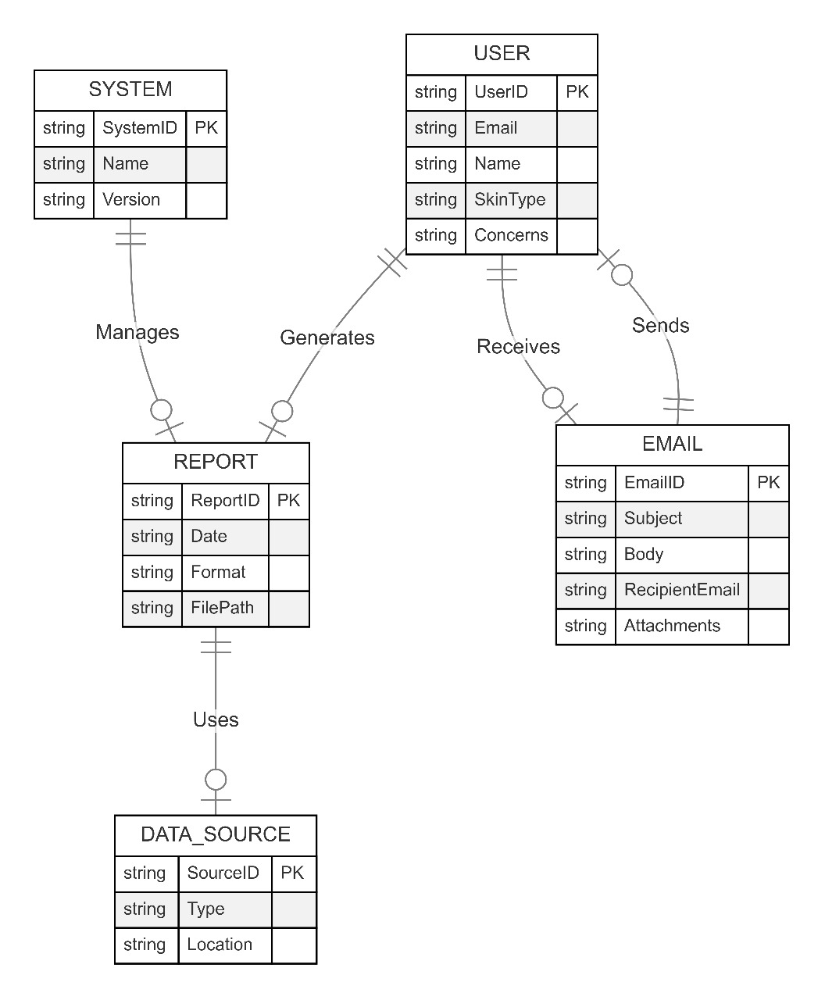 SYSTEM
string SystemID PK
string Name
string Version
USER
string UserID PK
string Email
string Name
string SkinType
string Concerns
Manages
Generates
Receives
Sends
REPORT
string ReportID PK
string Date
string Format
string FilePath
EMAIL
string EmailID PK
string Subject
string Body
string RecipientEmail
string Attachments
Uses
DATA_SOURCE
string SourceID PK
string Type
string Location